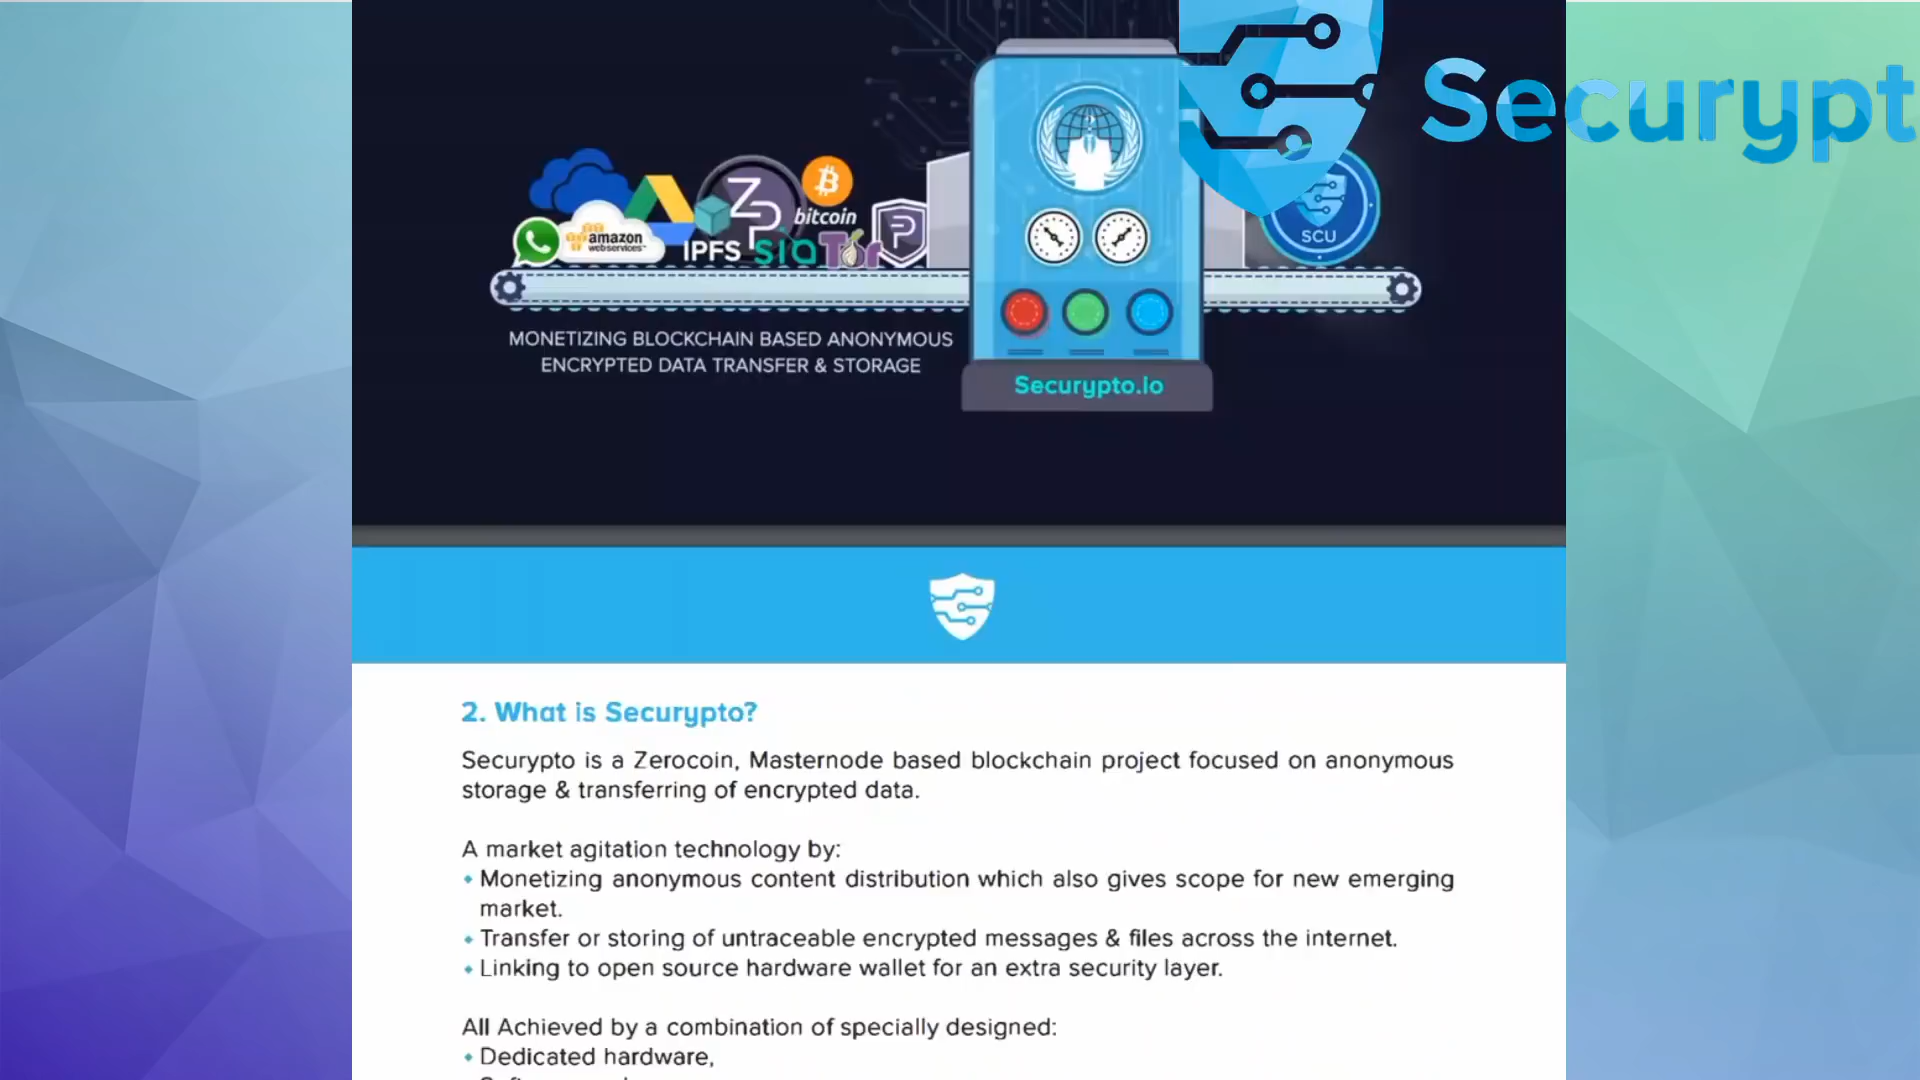 Securypt
amazon
webservices™
ZP
bitcoin
IPFS
sia
Tor
P
SCU
MONETIZING BLOCKCHAIN BASED ANONYMOUS
ENCRYPTED DATA TRANSFER & STORAGE
Securypto.io
2. What is Securypto?
Securypto is a Zerocoin, Masternode based blockchain project focused on anonymous
storage & transferring of encrypted data.
A market agitation technology by:
Monetizing anonymous content distribution which also gives scope for new emerging
market.
Transfer or storing of untraceable encrypted messages & files across the internet.
Linking to open source hardware wallet for an extra security layer.
All Achieved by a combination of specially designed:
Dedicated hardware,